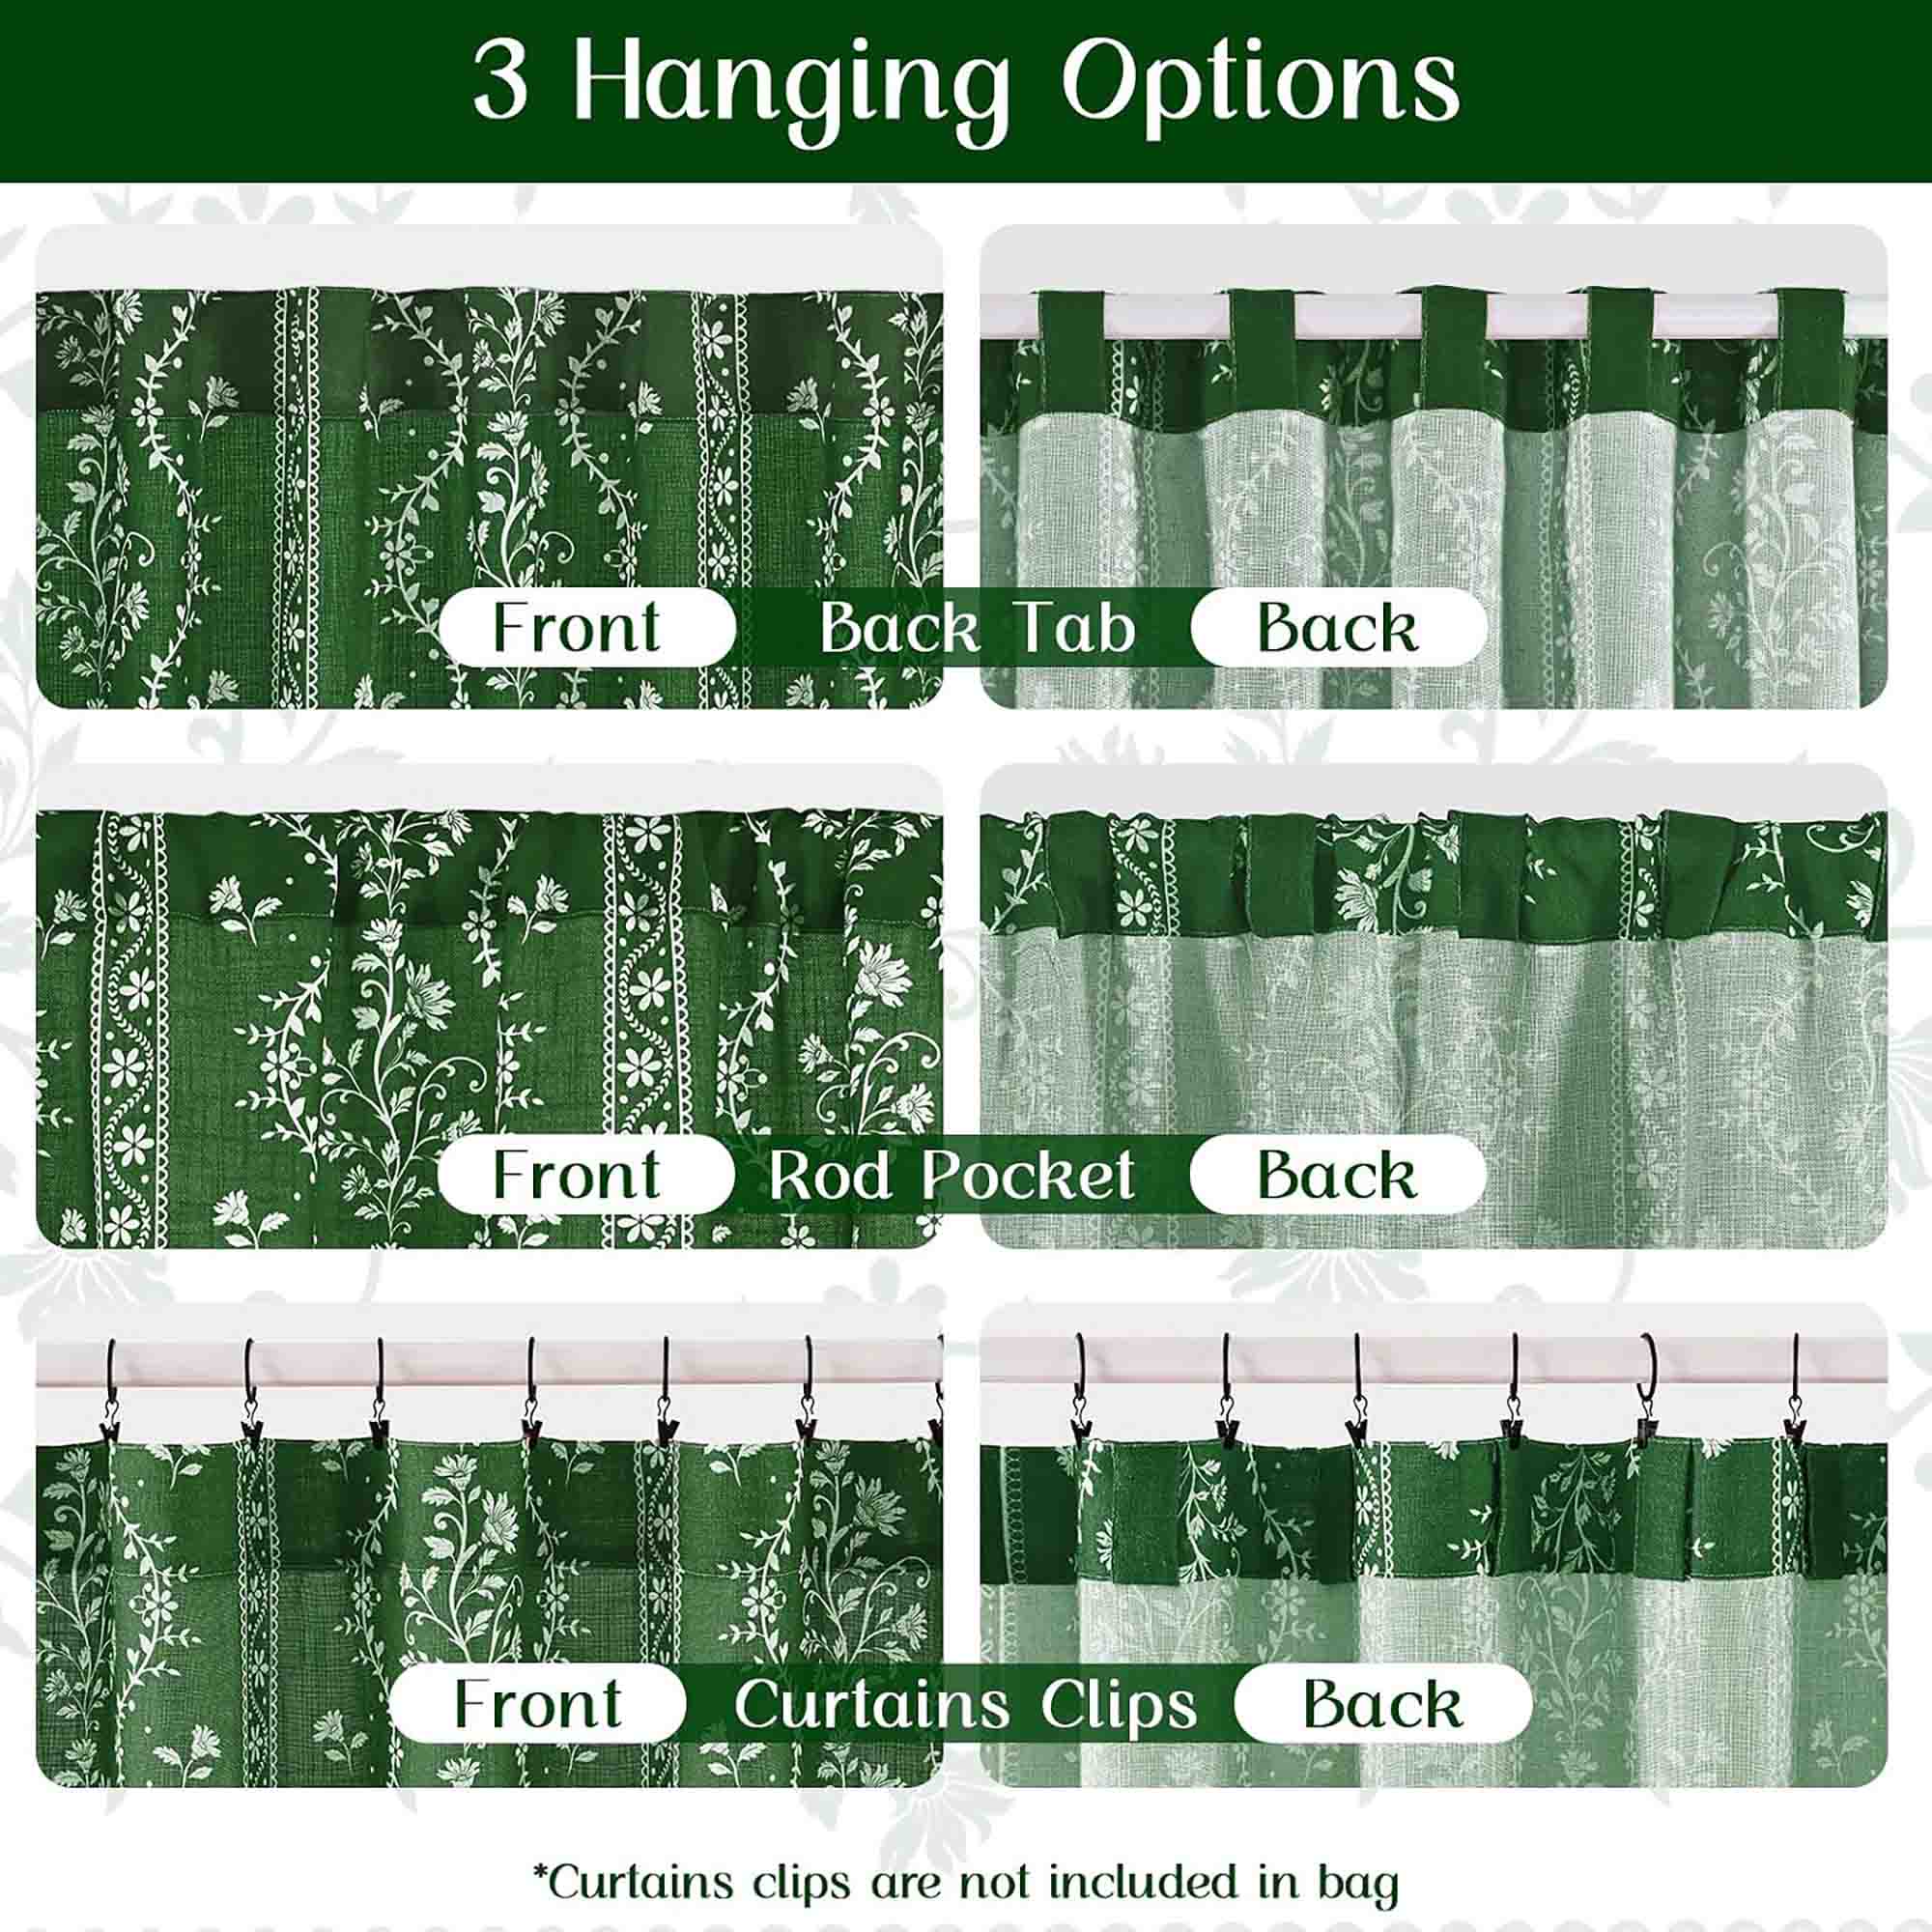 3 Hanging Options
Front Back Tab Back
Front Rod Pocket Back
Front Curtains Clips Back
*Curtains clips are not included in bag